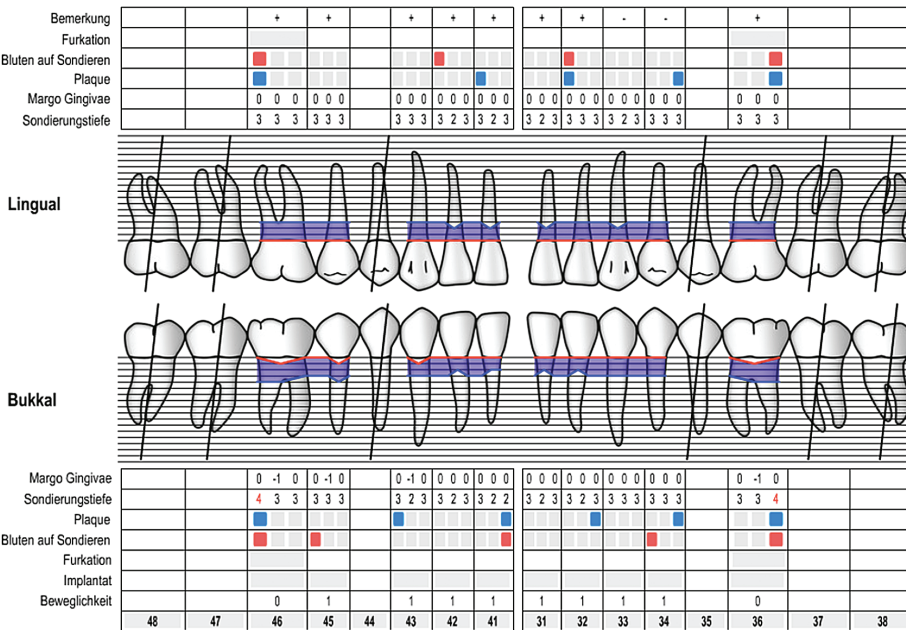 Bemerkung + + + + + + + - - +
Furkation
Bluten auf Sondieren
Plaque
Margo Gingivae 0 0 0 0 0 0 0 0 0 0 0 0 0 0 0 0 0 0 0 0 0 0 0 0 0 0 0 0 0 0
Sondierungstiefe 3 3 3 3 3 3 3 3 3 3 2 3 3 2 3 3 2 3 3 3 3 3 2 3 3 3 3 3 3 3
Lingual
Bukkal
Margo Gingivae 0 -1 0 0 -1 0 0 -1 0 0 0 0 0 0 0 0 0 0 0 0 0 0 0 0 0 0 0 0 -1 0
Sondierungstiefe 4 3 3 3 3 3 3 2 3 3 2 3 3 2 2 3 2 3 3 2 3 3 3 3 3 3 3 3 3 4
Plaque
Bluten auf Sondieren
Furkation
Implantat
Beweglichkeit 0 1 1 1 1 1 1 1 1 0
48 47 46 45 44 43 42 41 31 32 33 34 35 36 37 38